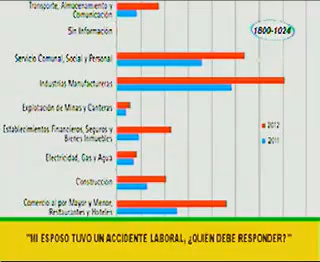 Transporte, Almacenamiento y
Comunicación
Sin Información
1800-1024
Servicio Comunal, Social y Personal
Industrias Manufactureras
Explotación de Minas y Canteras
Establecimientos Financieros, Seguros y
Bienes Inmuebles
2012
2011
Electricidad, Gas y Agua
Construcción
Comercio al por Mayor y Menor,
Restaurantes y Hoteles
"MI ESPOSO TUVO UN ACCIDENTE LABORAL, ¿QUIÉN DEBE RESPONDER?"